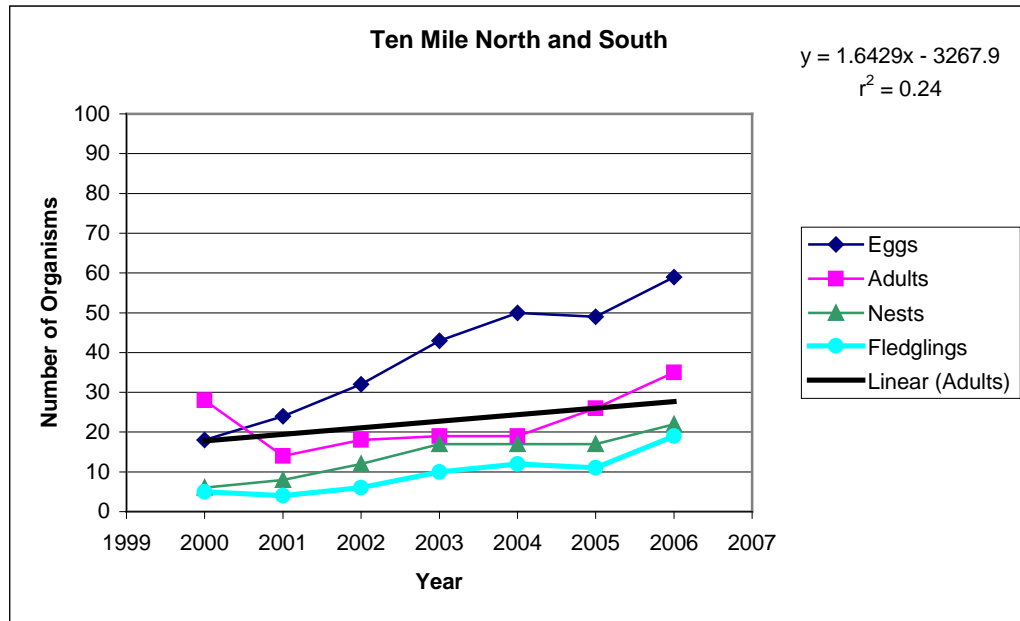 Ten Mile North and South
y = 1.6429x - 3267.9
r² = 0.24
100
90
80
70
60
50
40
30
20
10
0
Number of Organisms
1999 2000 2001 2002 2003 2004 2005 2006 2007
Year
Eggs
Adults
Nests
Fledglings
Linear (Adults)